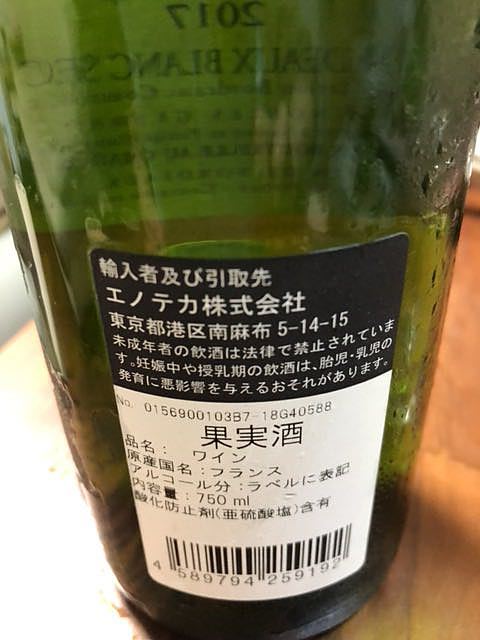 2017
BLANC SEC
輸入者及び引取先
エノテカ株式会社
東京都港区南麻布 5-14-15
未成年者の飲酒は法律で禁止されていま
す。妊娠中や授乳期の飲酒は、胎児・乳児の
発育に悪影響を与えるおそれがあります。
No. 0156900103B7-18G40588
果実酒
品名： ワイン
原産国名：フランス
アルコール分：ラベルに表記
内容量：750 ml
酸化防止剤(亜硫酸塩)含有
4 589794 259192